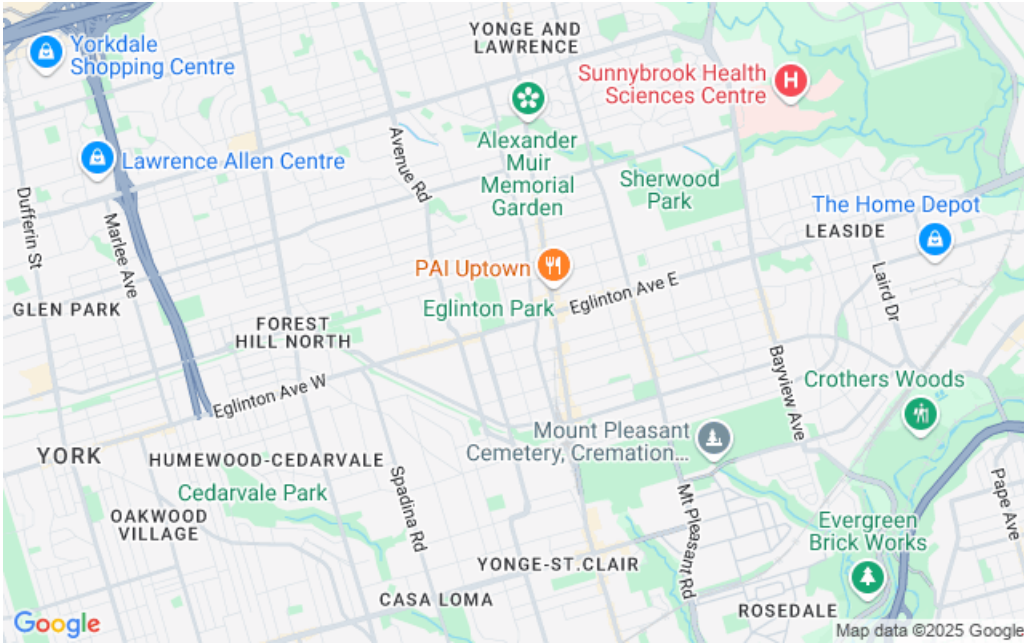 YONGE AND
LAWRENCE
Yorkdale
Shopping Centre
Sunnybrook Health
Sciences Centre
H
Alexander
Muir
Memorial
Garden
Avenue Rd
Lawrence Allen Centre
Sherwood
Park
Dufferin St
Marlee Ave
The Home Depot
LEASIDE
PAI Uptown
Eglinton Park
Eglinton Ave E
Laird Dr
GLEN PARK
FOREST
HILL NORTH
Eglinton Ave W
Bayview Ave
Crothers Woods
Mount Pleasant
Cemetery, Cremation...
YORK
HUMEWOOD-CEDARVALE
Cedarvale Park
Spadina Rd
Mt Pleasant Rd
Pape Ave
OAKWOOD
VILLAGE
Evergreen
Brick Works
YONGE-ST.CLAIR
CASA LOMA
ROSEDALE
Google
Map data ©2025 Google